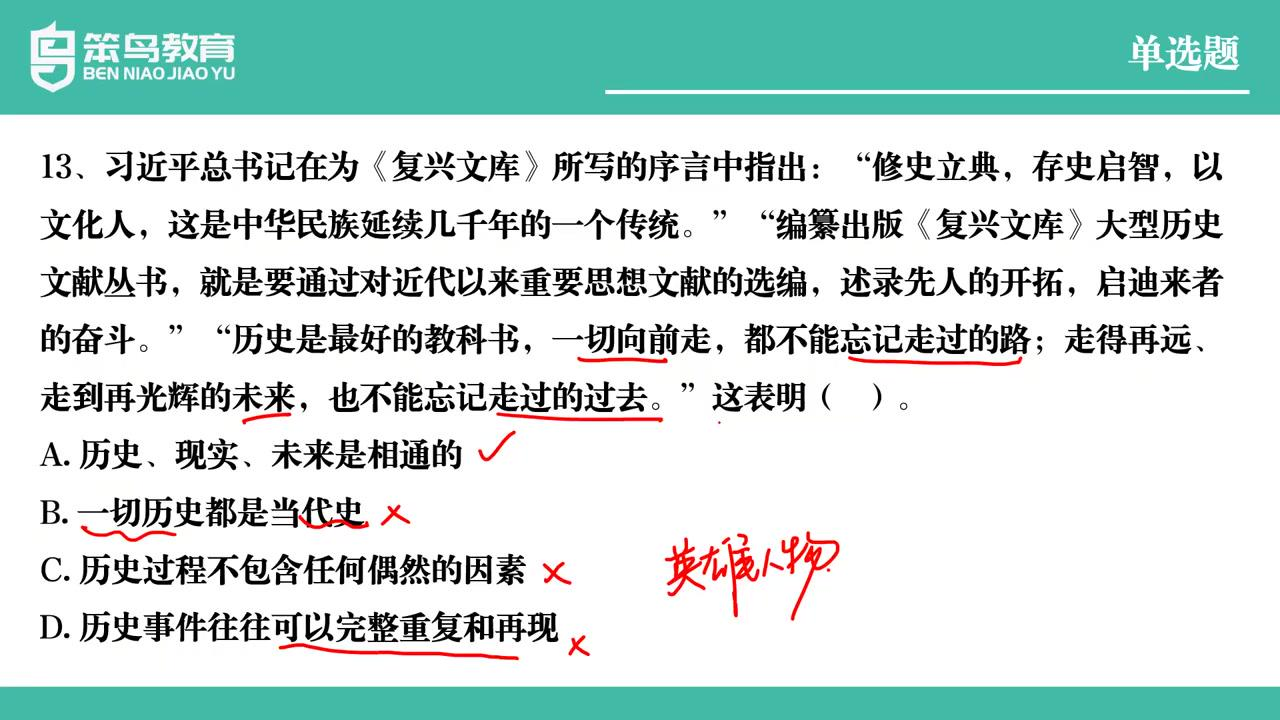 笨鸟教育
BEN NIAO JIAO YU
单选题
13、习近平总书记在为《复兴文库》所写的序言中指出：“修史立典，存史启智，以
文化人，这是中华民族延续几千年的一个传统。”“编纂出版《复兴文库》大型历史
文献丛书，就是要通过对近代以来重要思想文献的选编，述录先人的开拓，启迪来者
的奋斗。”“历史是最好的教科书，一切向前走，都不能忘记走过的路；走得再远、
走到再光辉的未来，也不能忘记走过的过去。”这表明（ ）。
A. 历史、现实、未来是相通的
B. 一切历史都是当代史
C. 历史过程不包含任何偶然的因素
英雄人物
D. 历史事件往往可以完整重复和再现